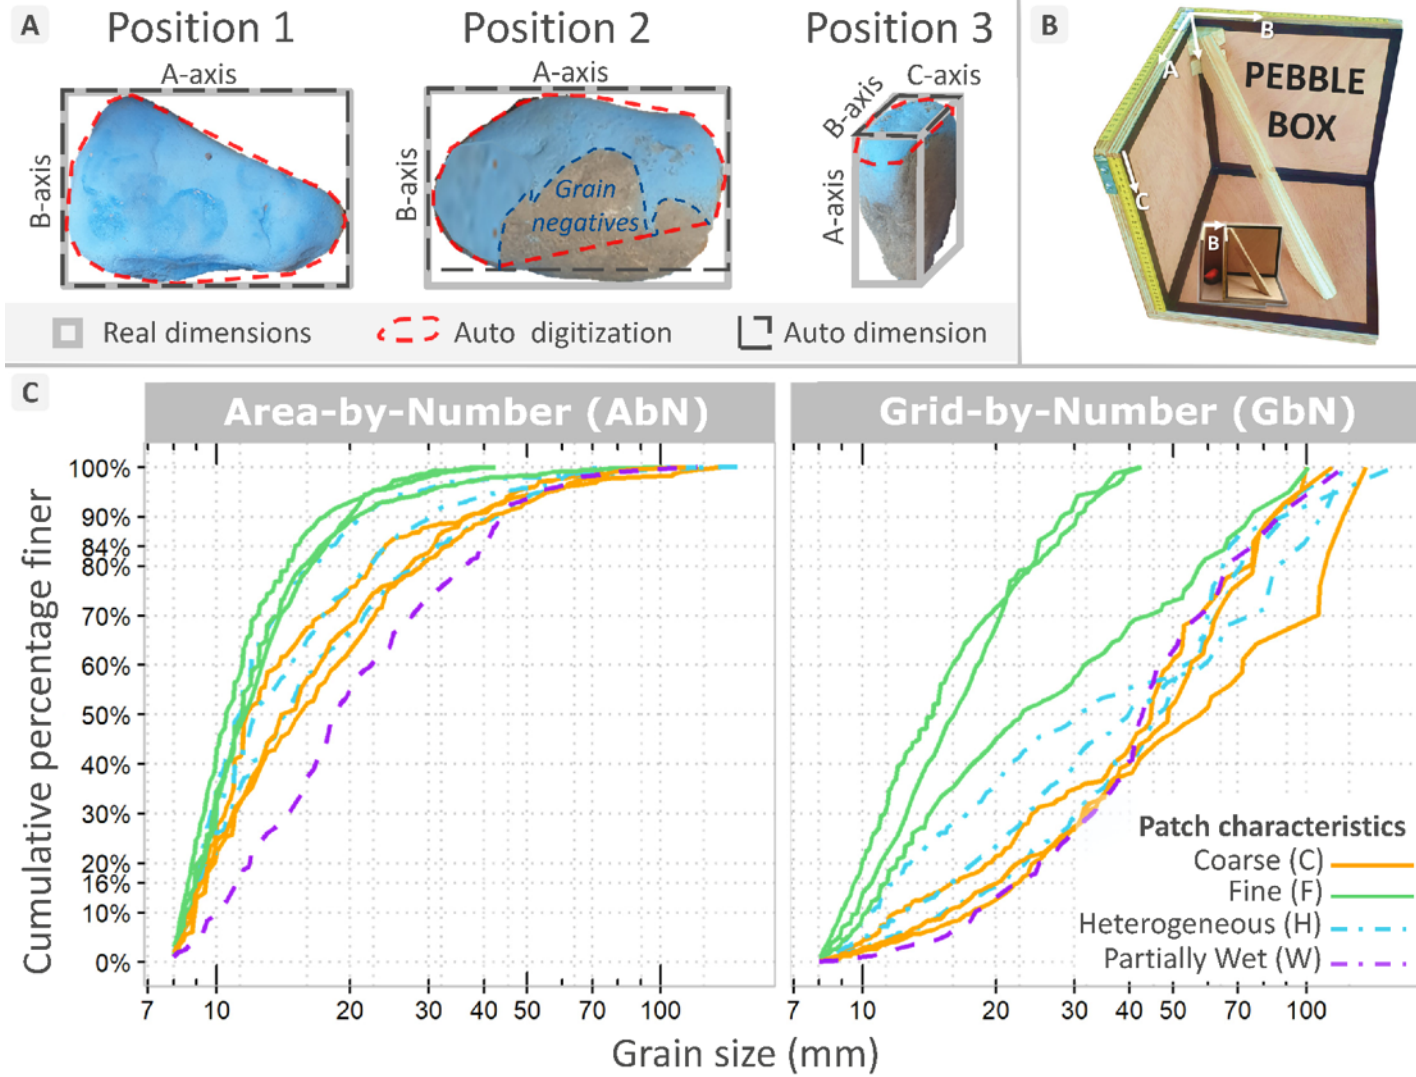 A
Position 1
Position 2
Position 3
A-axis
A-axis
C-axis
B-axis
B-axis
B-axis
A-axis
Grain
negatives
Real dimensions
Auto digitization
Auto dimension
B
B
A
C
B
PEBBLE
BOX
C
Area-by-Number (AbN)
Grid-by-Number (GbN)
Cumulative percentage finer
100%
90%
84%
80%
70%
60%
50%
40%
30%
20%
16%
10%
0%
7 10 20 30 40 50 70 100
7 10 20 30 40 50 70 100
Grain size (mm)
Patch characteristics
Coarse (C)
Fine (F)
Heterogeneous (H)
Partially Wet (W)